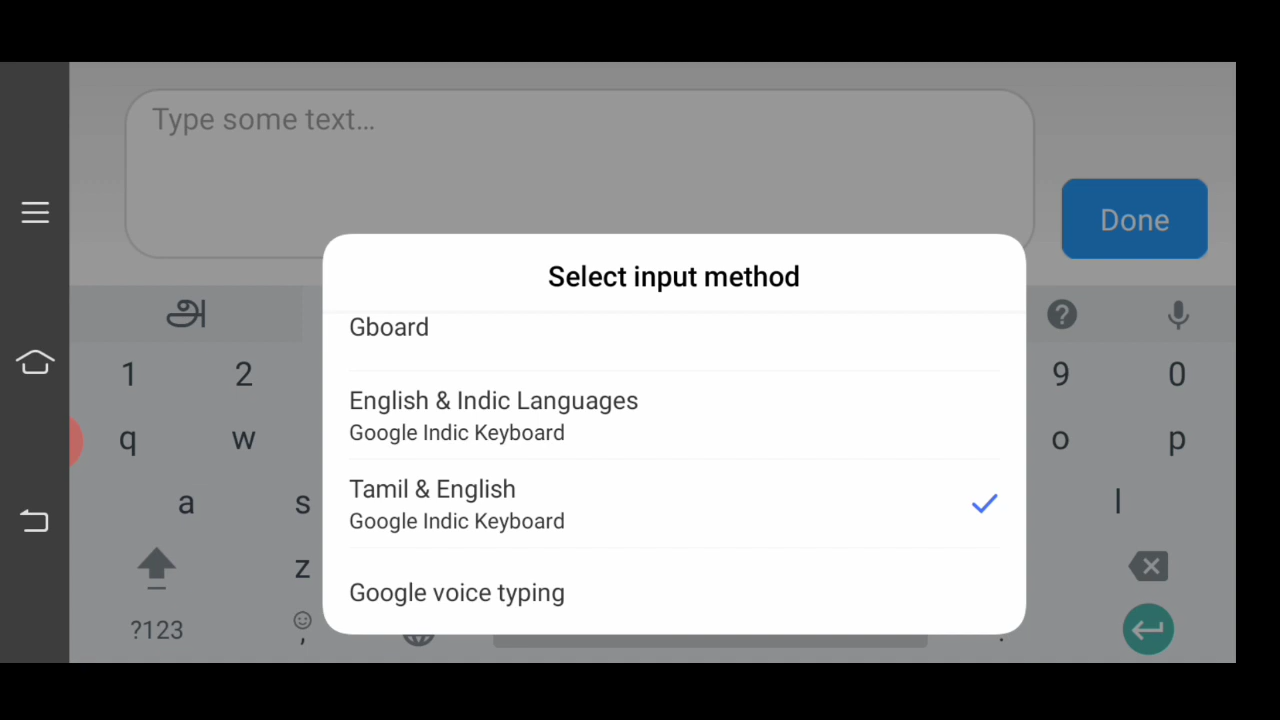 Type some text...
Done
Select input method
Gboard
English & Indic Languages
Google Indic Keyboard
Tamil & English
Google Indic Keyboard
Google voice typing
அ
?
1 2 9 0
q w o p
a s l
z
?123 , .